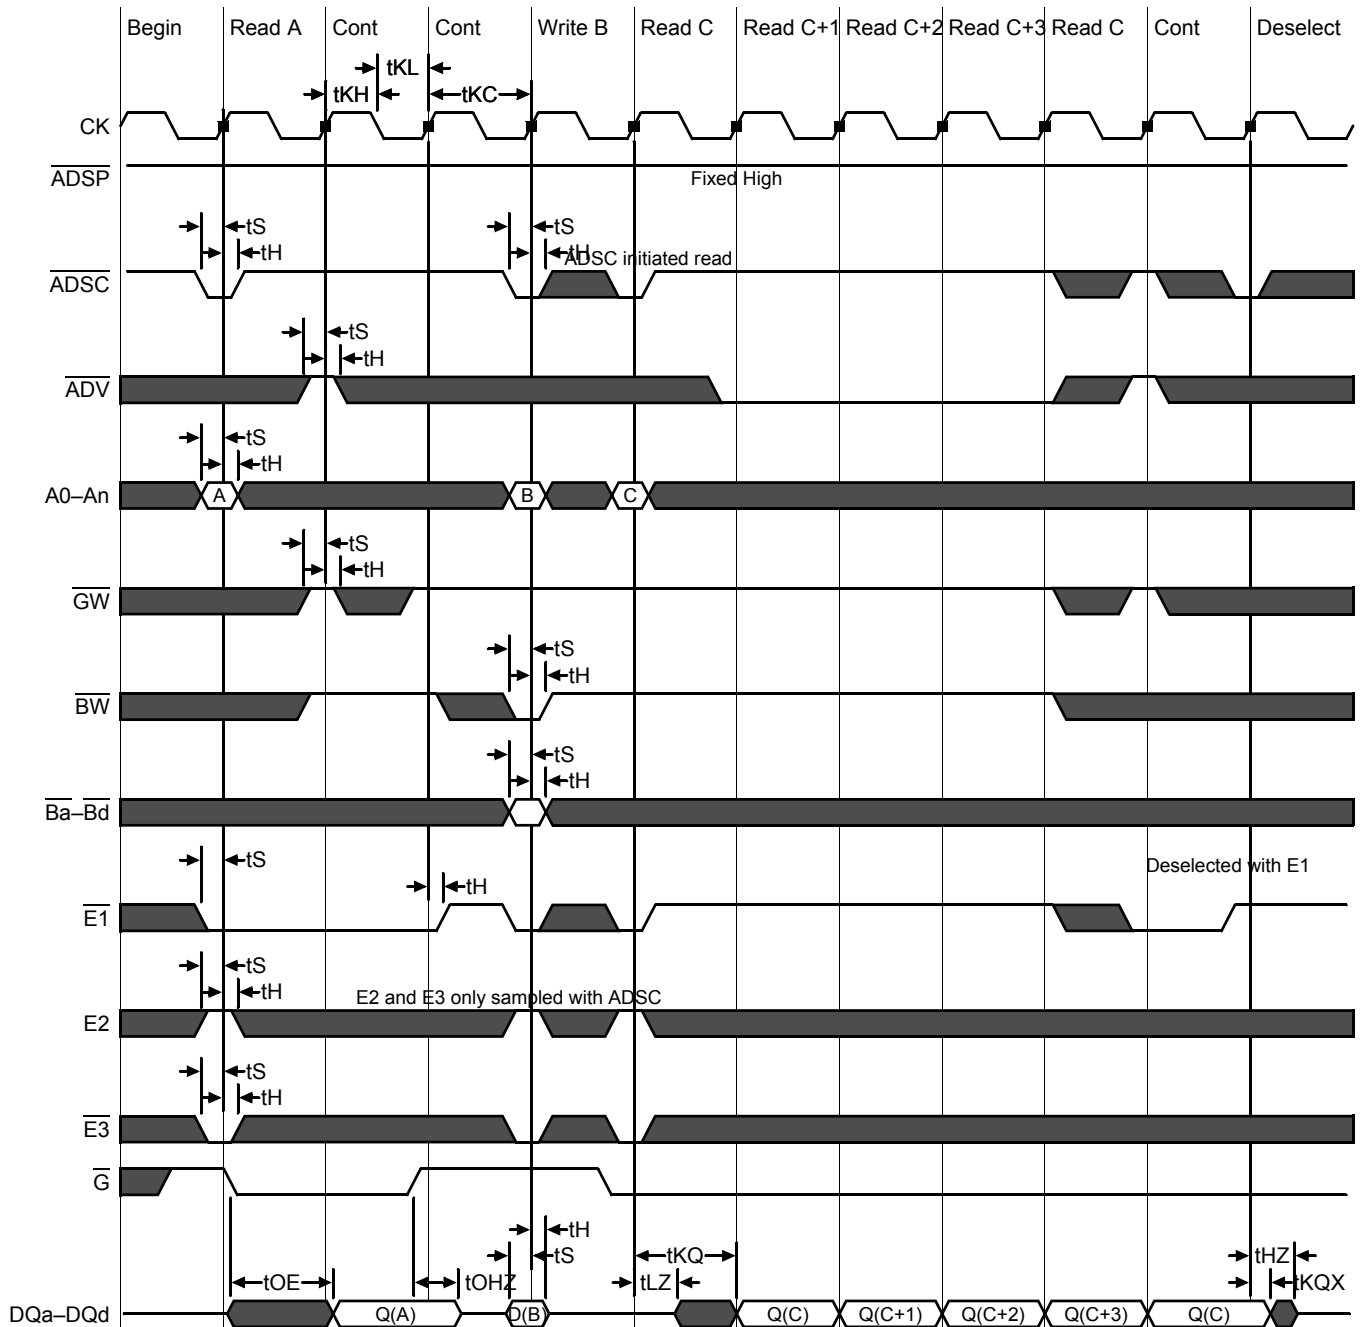 Begin Read A Cont Cont Write B Read C Read C+1 Read C+2 Read C+3 Read C Cont Deselect
tKL
tKH tKC
CK
ADSP
Fixed High
tS tS
tH tH
ADSC initiated read
ADSC
tS
tH
ADV
tS
tH
A0–An A B C
tS
tH
GW
tS
tH
BW
tS
tH
Ba–Bd
tS
Deselected with E1
tH
E1
tS
tH
E2 and E3 only sampled with ADSC
E2
tS
tH
E3
G
tH
tS tKQ tHZ
tOE tOHZ tLZ tKQX
DQa–DQd Q(A) D(B) Q(C) Q(C+1) Q(C+2) Q(C+3) Q(C)